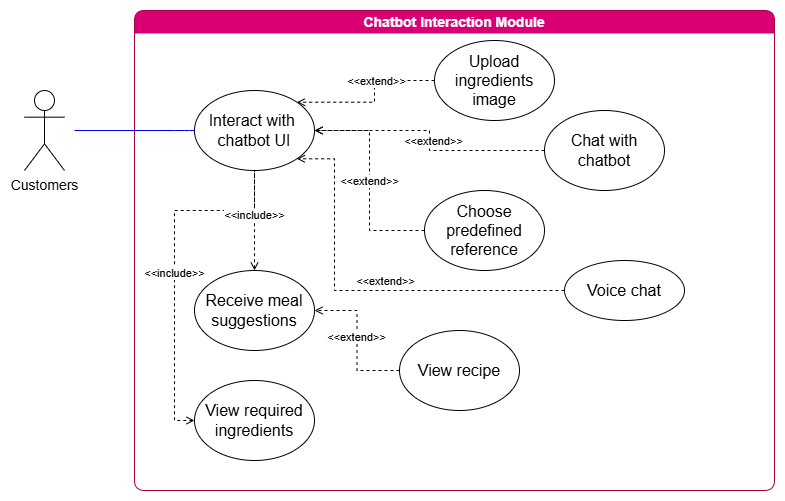 Chatbot Interaction Module
Upload
ingredients
image
<<extend>>
Interact with
chatbot UI
Chat with
chatbot
<<extend>>
Customers
<<extend>>
Choose
predefined
reference
<<include>>
<<include>>
<<extend>>
Voice chat
Receive meal
suggestions
<<extend>>
View recipe
View required
ingredients